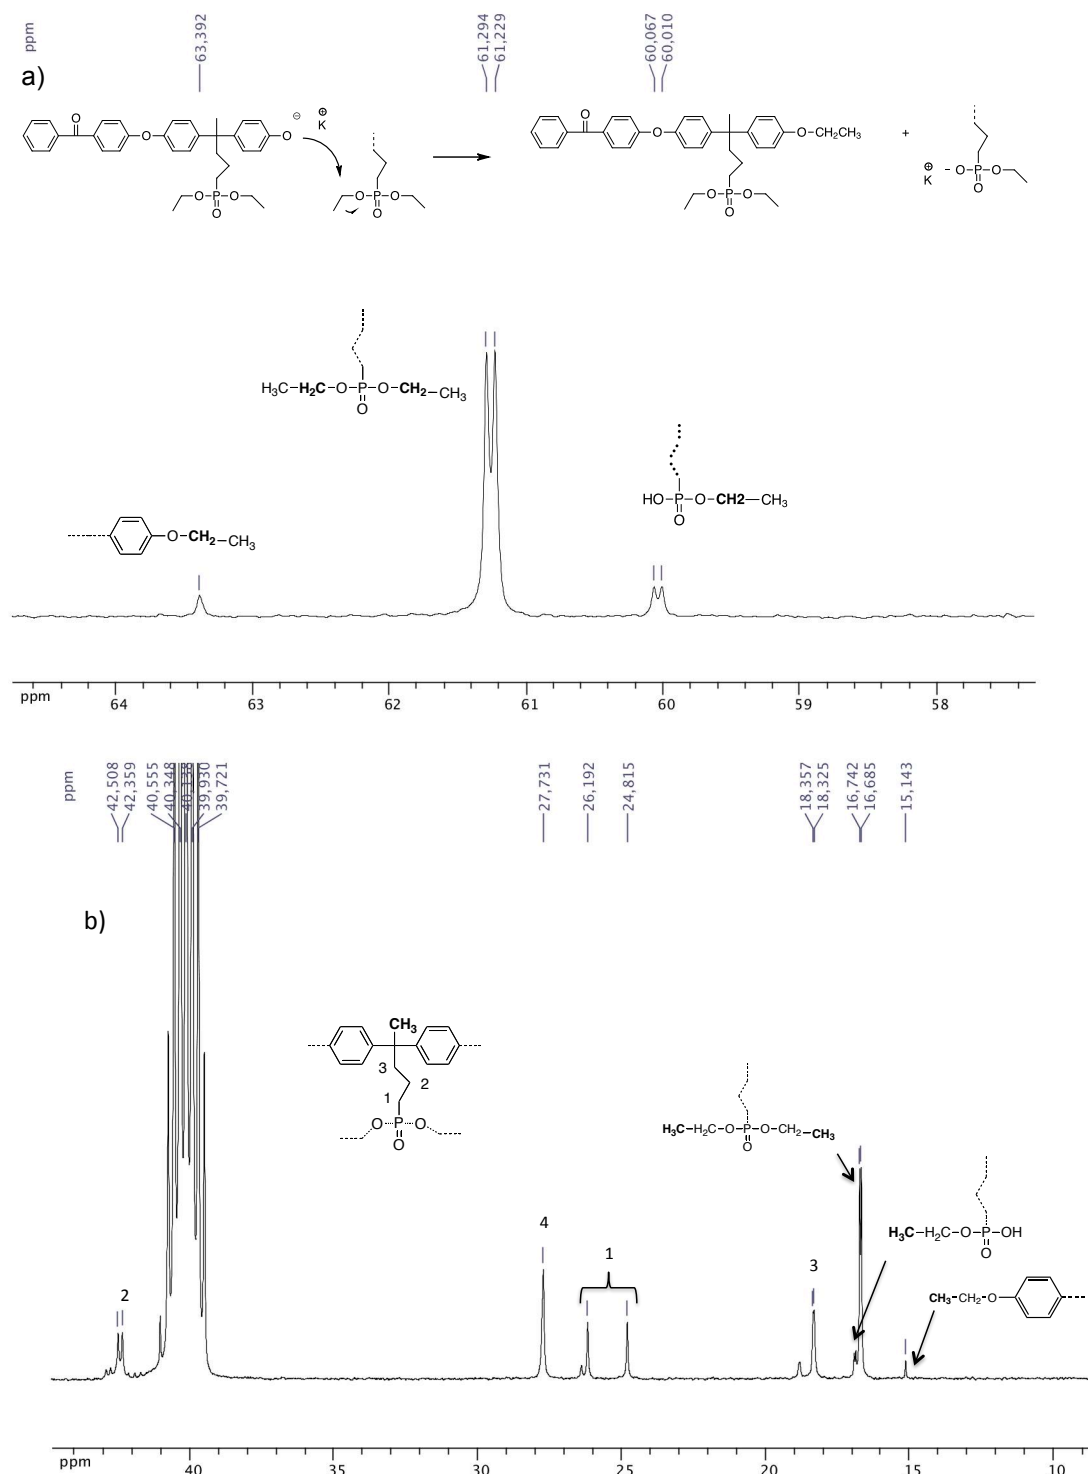 ppm
63,392
61,294
61,229
60,067
60,010
a)
O
O
O
⊖
⊕
K
O-P-O
O
O-P-O
O
O
O
O-CH2CH3
O-P-O
O
+
⊕
K
-O-P-O
O
H3C-H2C-O-P-O-CH2-CH3
O
HO-P-O-CH2-CH3
O
O-CH2-CH3
ppm 64 63 62 61 60 59 58
ppm
42,508
42,359
40,555
40,348
40,138
39,930
39,721
27,731
26,192
24,815
18,357
18,325
16,742
16,685
15,143
b)
CH3
3
2
1
O-P-O
O
H3C-H2C-O-P-O-CH2-CH3
O
H3C-H2C-O-P-OH
O
CH3-CH2-O
2
4
1
3
ppm 40 35 30 25 20 15 10